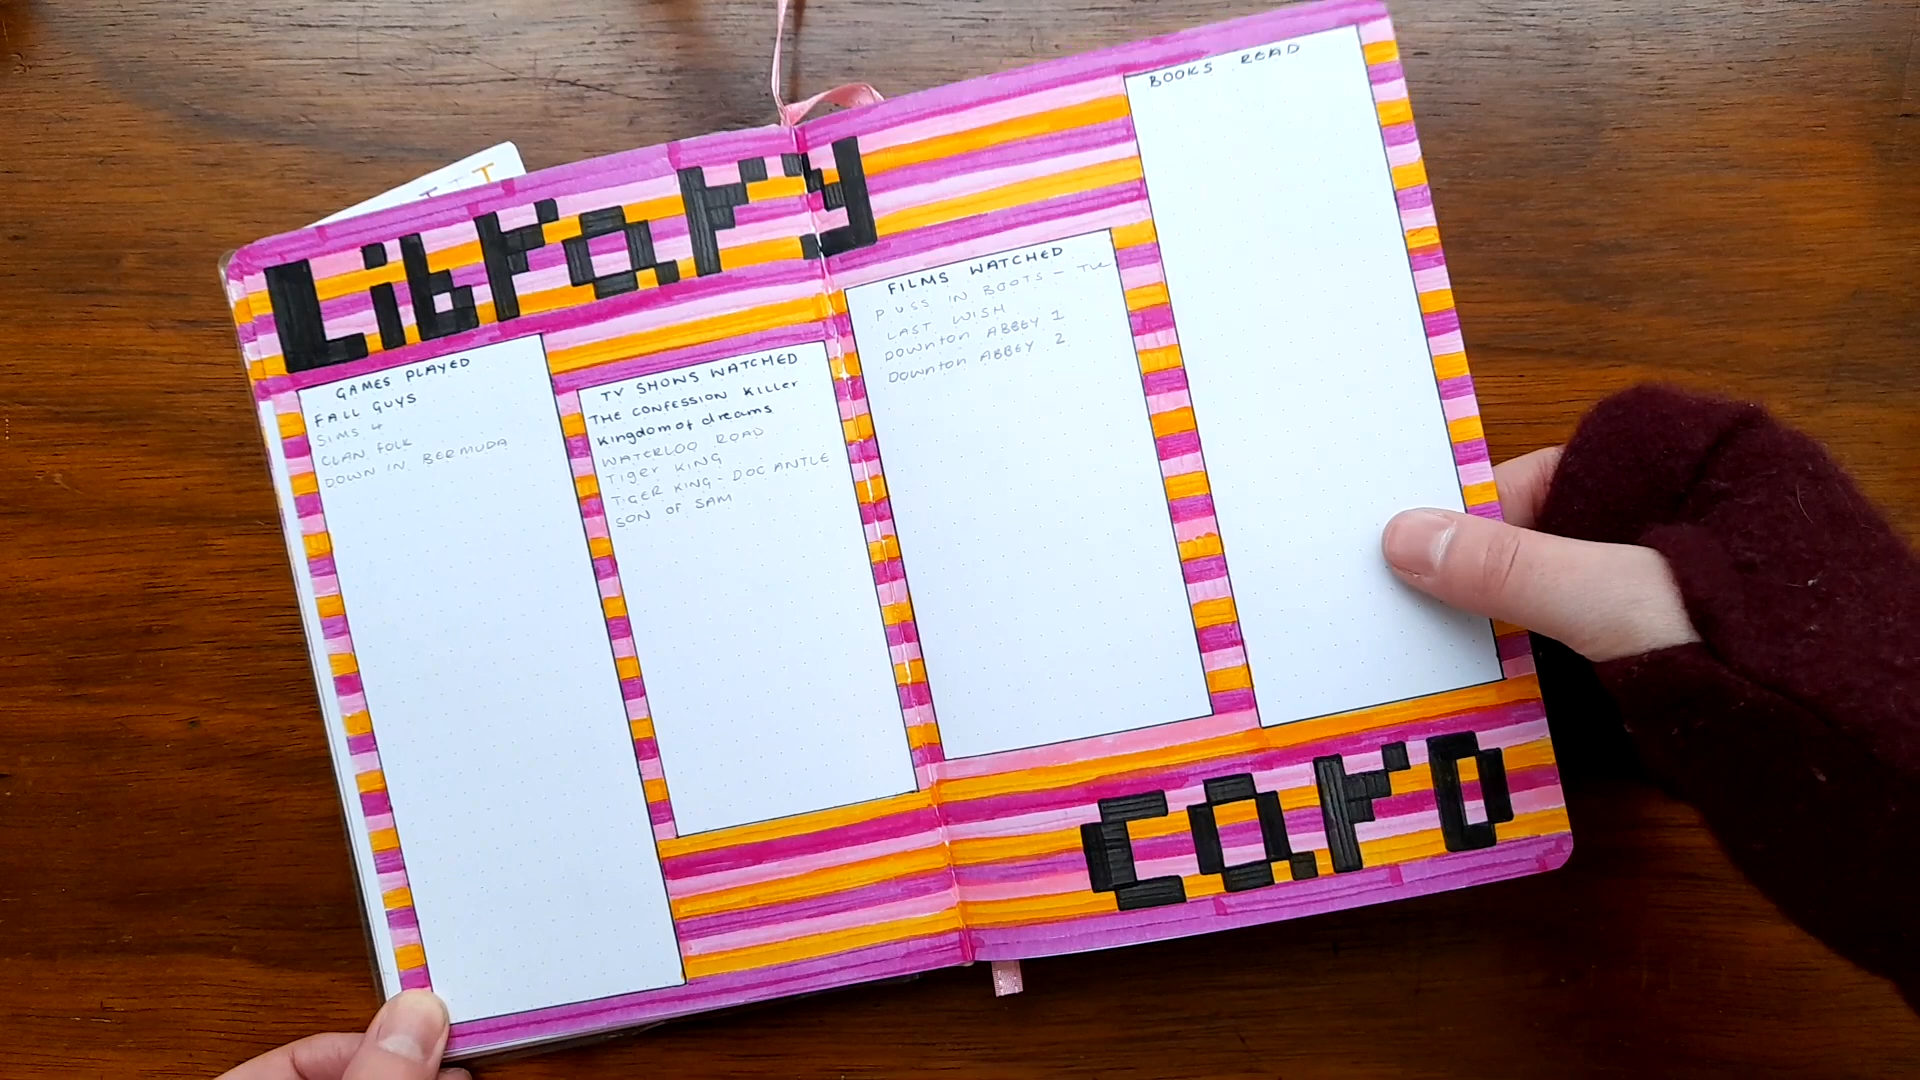 Library
GAMES PLAYED
FALL GUYS
SIMS 4
CLAN FOLK
DOWN IN BERMUDA
TV SHOWS WATCHED
THE CONFESSION KILLer
kingdom of dreams
WATERLOO ROAD
Tiger KING
TIGER KING - DOC ANTLE
SON OF SAM
FILMS WATCHED
PUSS IN BOOTS - The
LAST WISH
DOWnton ABBEY 1
DOWnton ABBEY 2
BOOKS READ
CarD